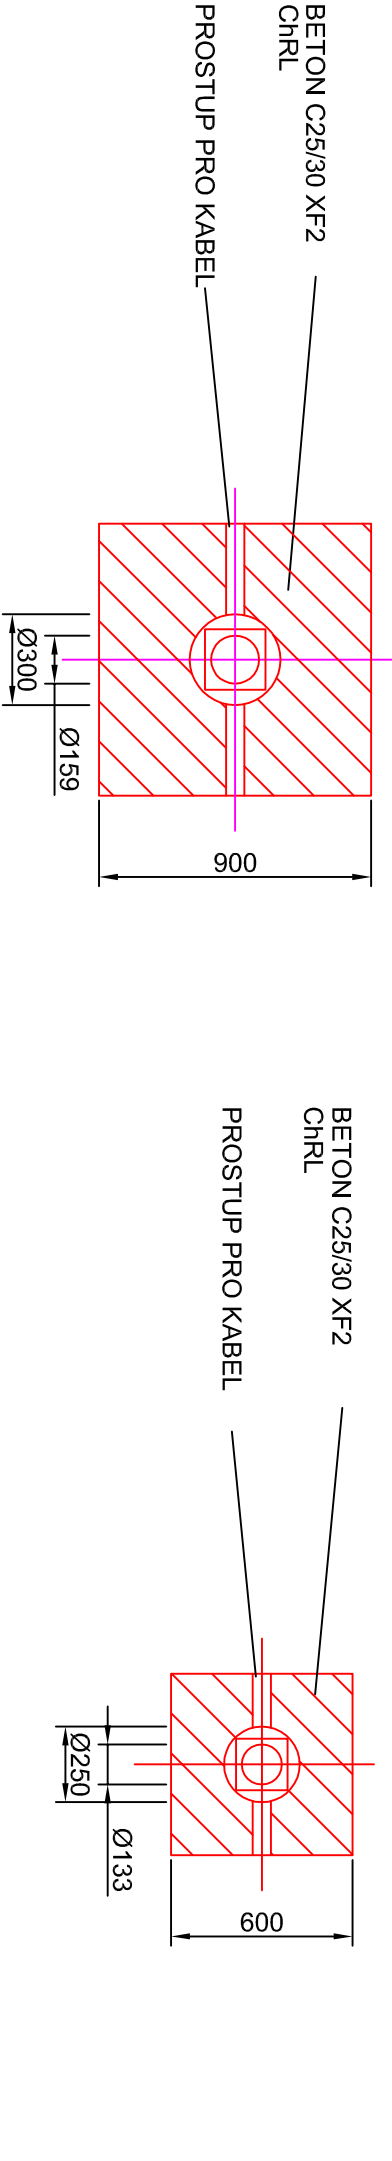 BETON C25/30 XF2
ChRL
PROSTUP PRO KABEL
Ø300
Ø159
900
BETON C25/30 XF2
ChRL
PROSTUP PRO KABEL
Ø250
Ø133
600